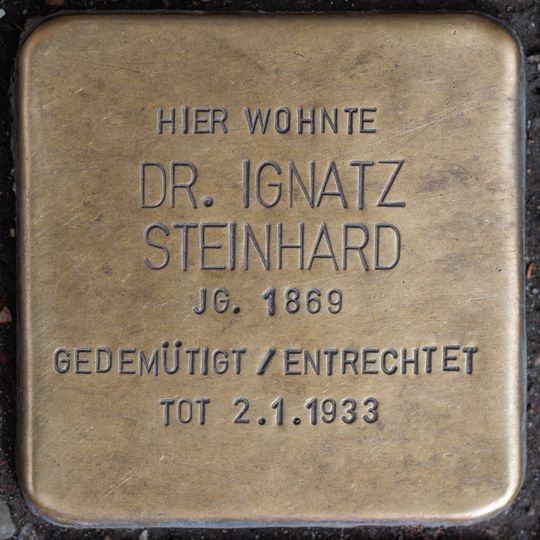 HIER WOHNTE
DR. IGNATZ
STEINHARD
JG. 1869
GEDEMÜTIGT / ENTRECHTET
TOT 2.1.1933